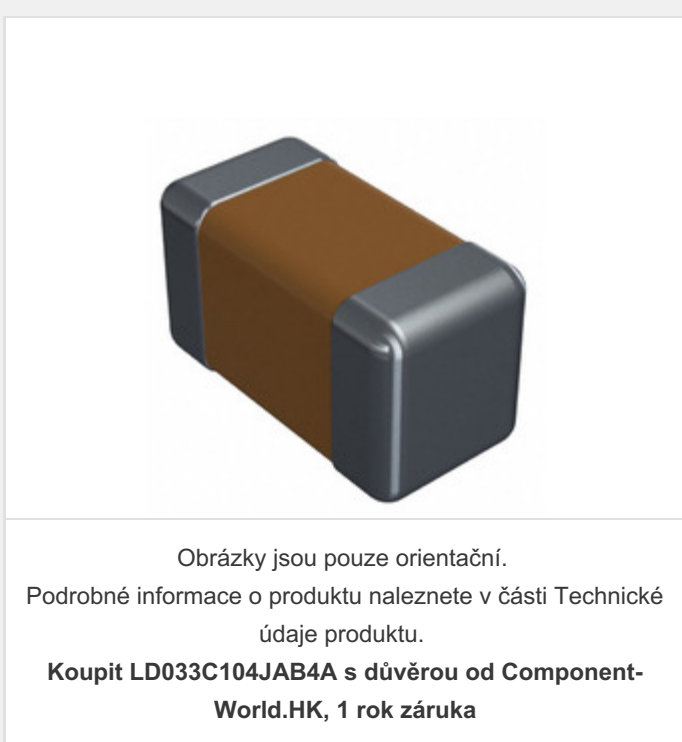 Obrázky jsou pouze orientační.
Podrobné informace o produktu naleznete v části Technické
údaje produktu.
Koupit LD033C104JAB4A s důvěrou od Component-
World.HK, 1 rok záruka